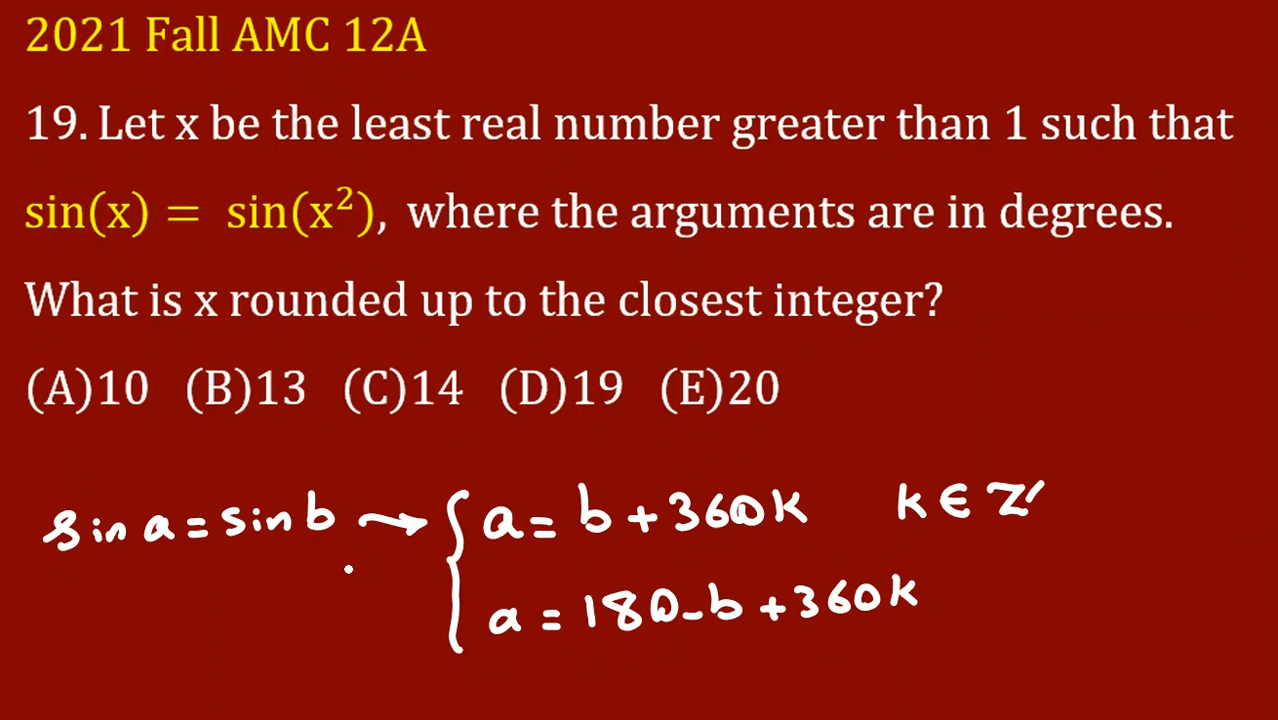 2021 Fall AMC 12A
19. Let x be the least real number greater than 1 such that
sin(x) = sin(x²), where the arguments are in degrees.
What is x rounded up to the closest integer?
(A)10 (B)13 (C)14 (D)19 (E)20
sin a = sin b → { a = b + 360k k ∈ Z
a = 180 - b + 360k